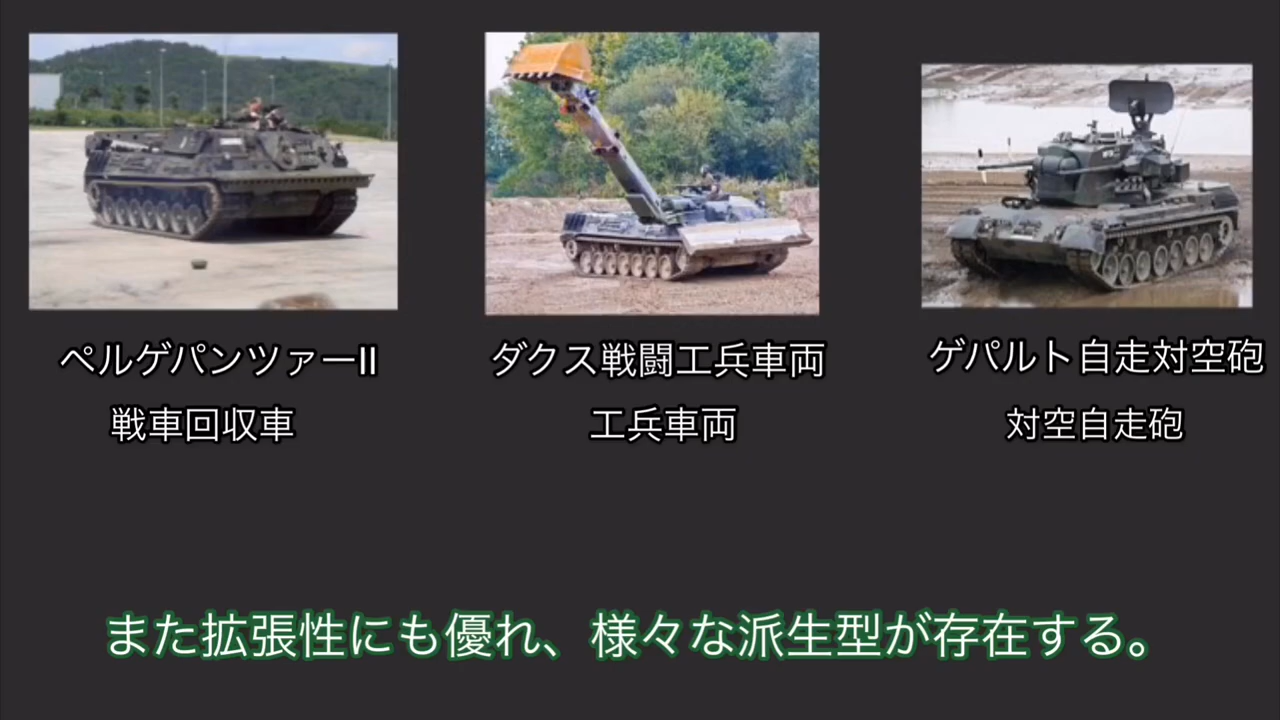 ペルゲパンツァーII
戦車回収車
ダクス戦闘工兵車両
工兵車両
ゲパルト自走対空砲
対空自走砲
また拡張性にも優れ、様々な派生型が存在する。